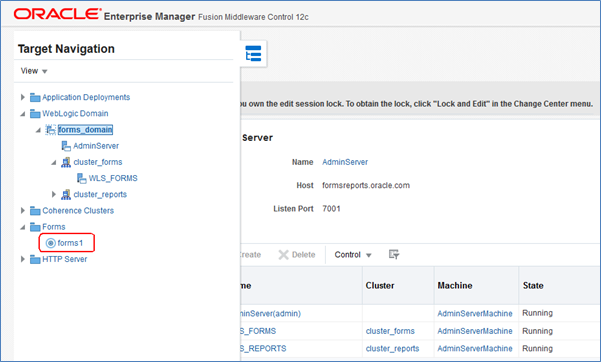 ORACLE Enterprise Manager Fusion Middleware Control 12c
Target Navigation
View
Application Deployments
WebLogic Domain
forms_domain
AdminServer
cluster_forms
WLS_FORMS
cluster_reports
Coherence Clusters
Forms
forms1
HTTP Server
ou own the edit session lock. To obtain the lock, click "Lock and Edit" in the Change Center menu.
Server
Name AdminServer
Host formsreports.oracle.com
Listen Port 7001
Create Delete Control
me Cluster Machine State
minServer(admin) AdminServerMachine Running
S_FORMS cluster_forms AdminServerMachine Running
S_REPORTS cluster_reports AdminServerMachine Running